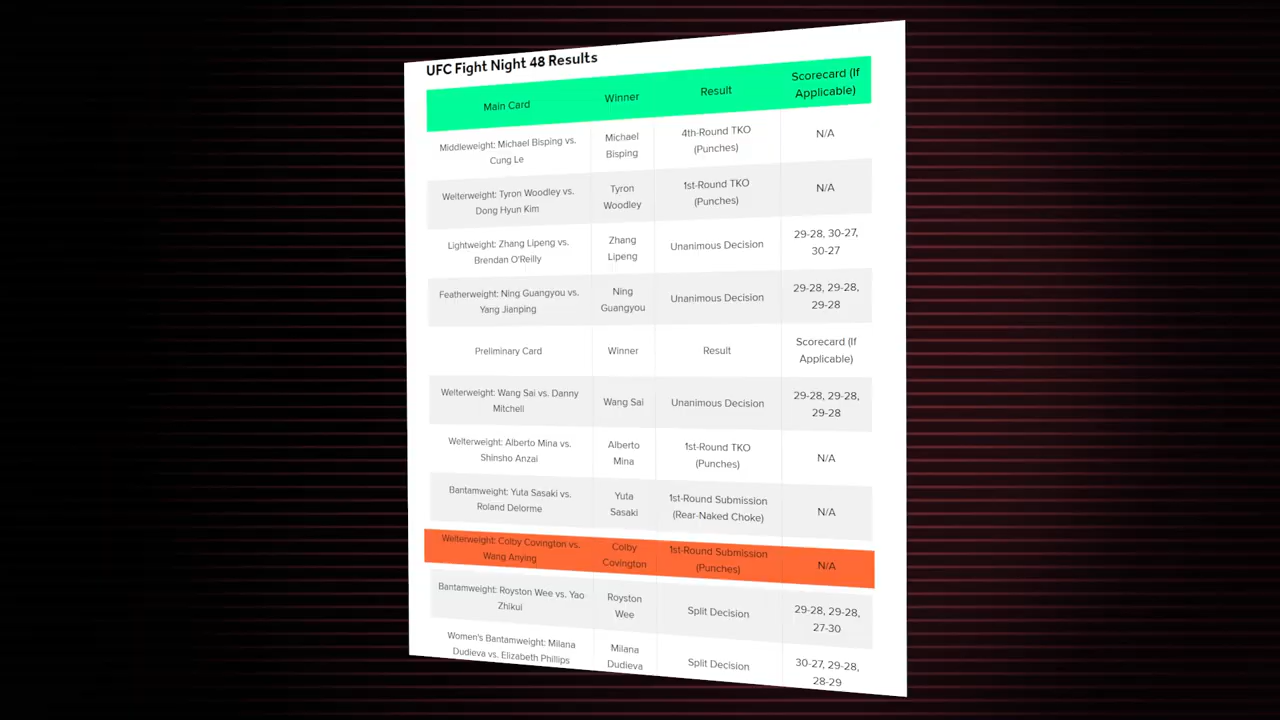 UFC Fight Night 48 Results
Main Card Winner Result Scorecard (If
Applicable)
Middleweight: Michael Bisping vs.
Cung Le
Michael
Bisping
4th-Round TKO
(Punches)
N/A
Welterweight: Tyron Woodley vs.
Dong Hyun Kim
Tyron
Woodley
1st-Round TKO
(Punches)
N/A
Lightweight: Zhang Lipeng vs.
Brendan O'Reilly
Zhang
Lipeng
Unanimous Decision
29-28, 30-27,
30-27
Featherweight: Ning Guangyou vs.
Yang Jianping
Ning
Guangyou
Unanimous Decision
29-28, 29-28,
29-28
Preliminary Card
Winner
Result
Scorecard (If
Applicable)
Welterweight: Wang Sai vs. Danny
Mitchell
Wang Sai
Unanimous Decision
29-28, 29-28,
29-28
Welterweight: Alberto Mina vs.
Shinsho Anzai
Alberto
Mina
1st-Round TKO
(Punches)
N/A
Bantamweight: Yuta Sasaki vs.
Roland Delorme
Yuta
Sasaki
1st-Round Submission
(Rear-Naked Choke)
N/A
Welterweight: Colby Covington vs.
Wang Anying
Colby
Covington
1st-Round Submission
(Punches)
N/A
Bantamweight: Royston Wee vs. Yao
Zhikui
Royston
Wee
Split Decision
29-28, 29-28,
27-30
Women's Bantamweight: Milana
Dudieva vs. Elizabeth Phillips
Milana
Dudieva
Split Decision
30-27, 29-28,
28-29